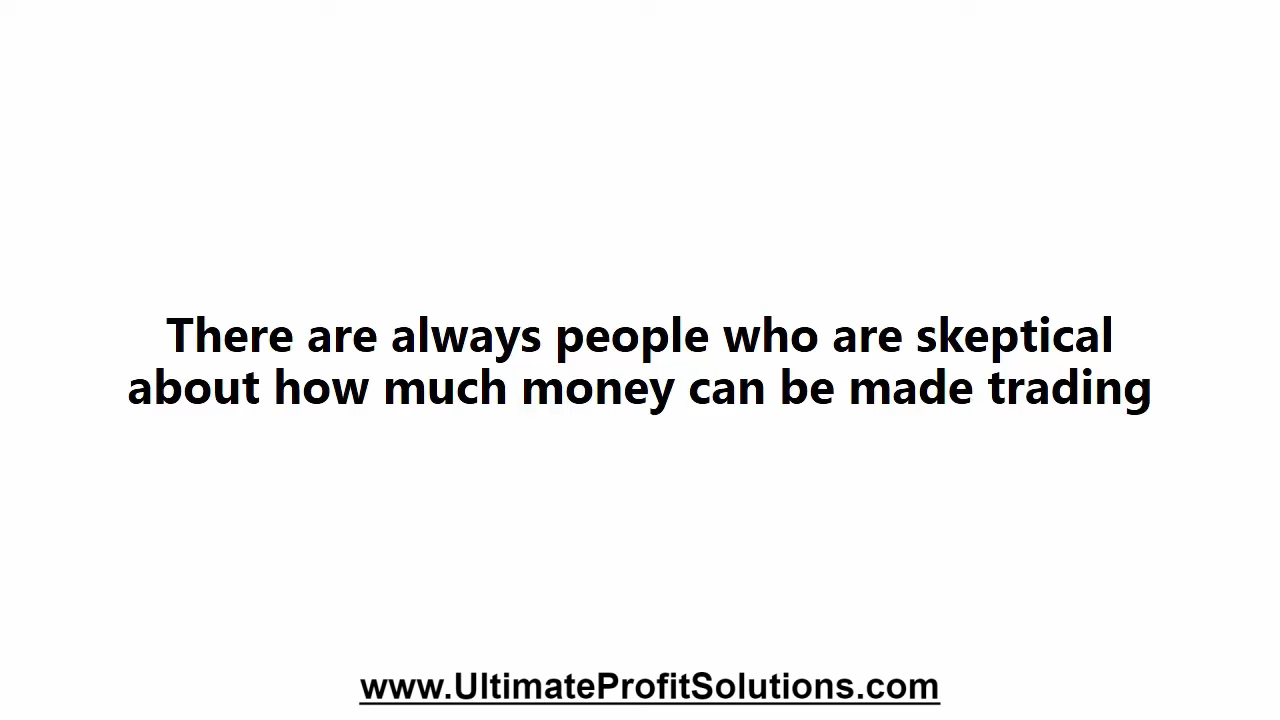 There are always people who are skeptical
about how much money can be made trading
www.UltimateProfitSolutions.com